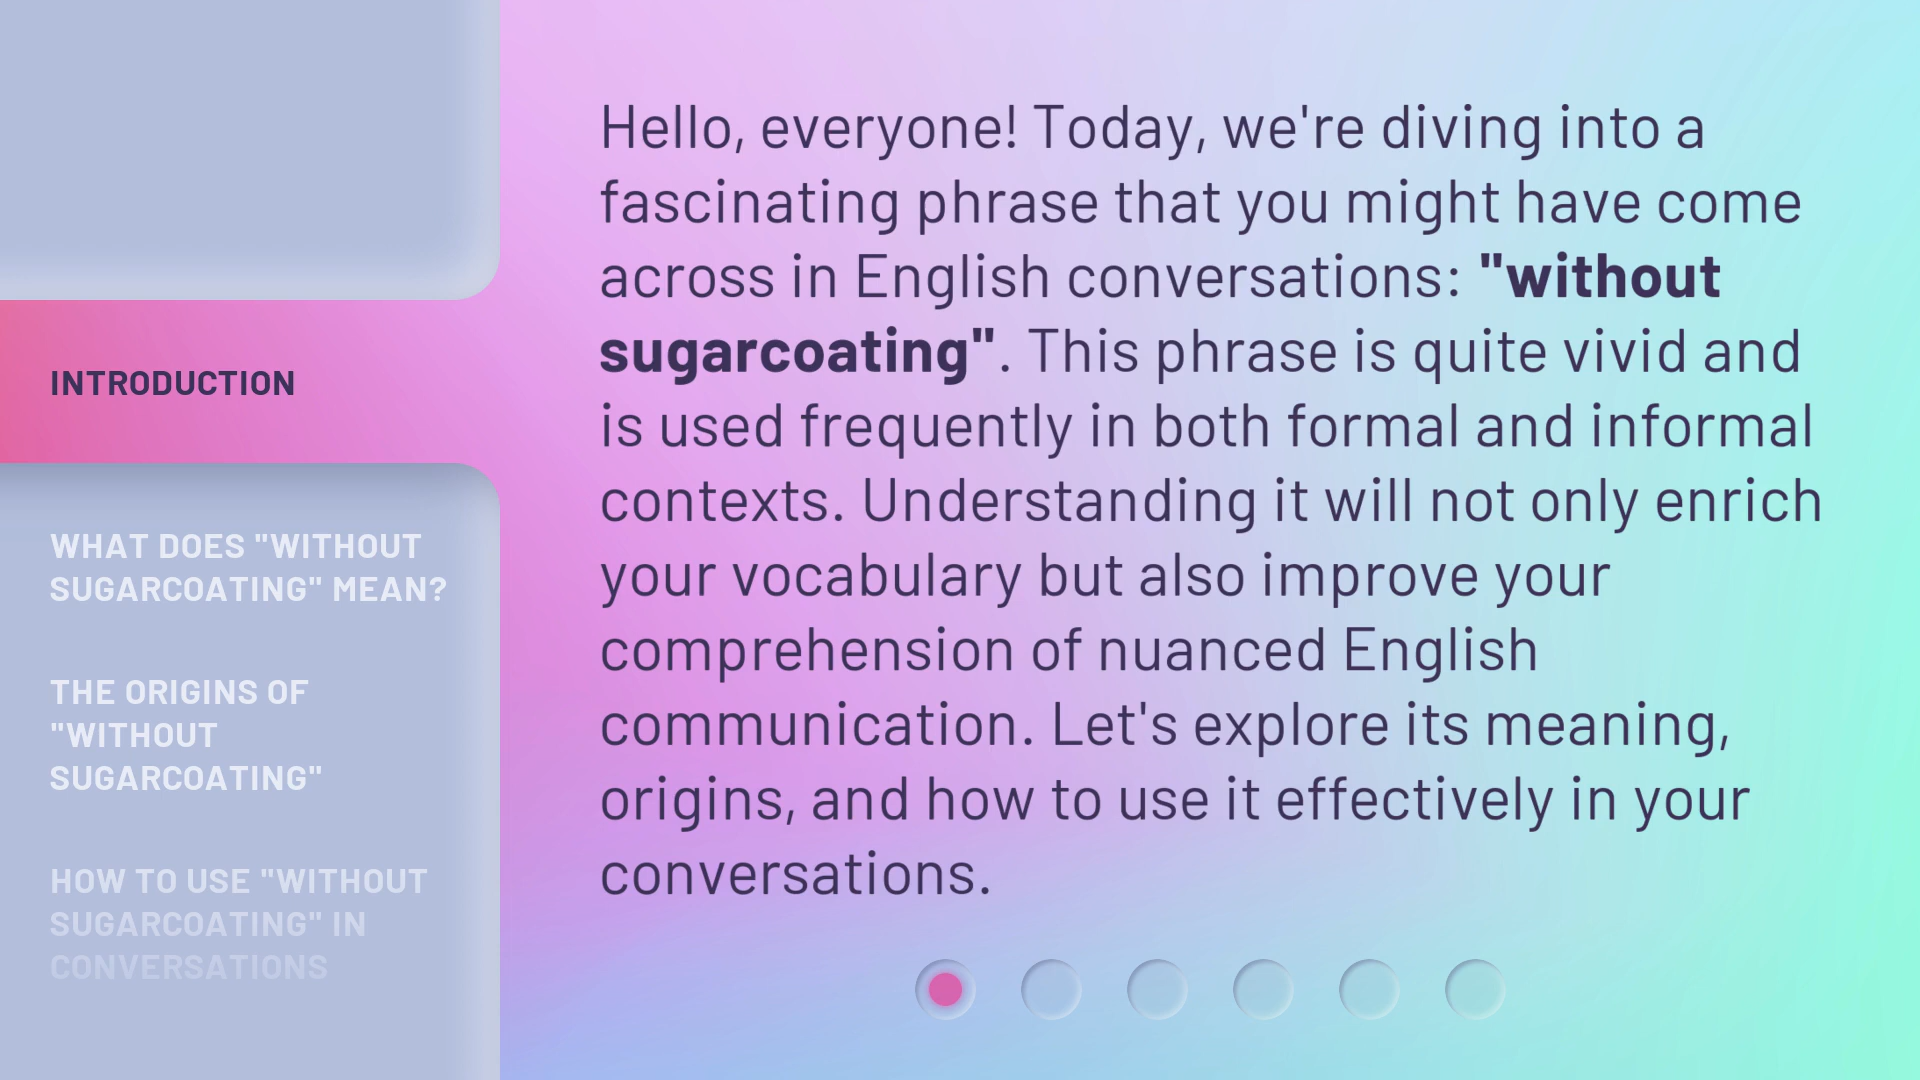 INTRODUCTION
WHAT DOES "WITHOUT
SUGARCOATING" MEAN?
THE ORIGINS OF
"WITHOUT
SUGARCOATING"
HOW TO USE "WITHOUT
SUGARCOATING" IN
CONVERSATIONS
Hello, everyone! Today, we're diving into a
fascinating phrase that you might have come
across in English conversations: "without
sugarcoating". This phrase is quite vivid and
is used frequently in both formal and informal
contexts. Understanding it will not only enrich
your vocabulary but also improve your
comprehension of nuanced English
communication. Let's explore its meaning,
origins, and how to use it effectively in your
conversations.